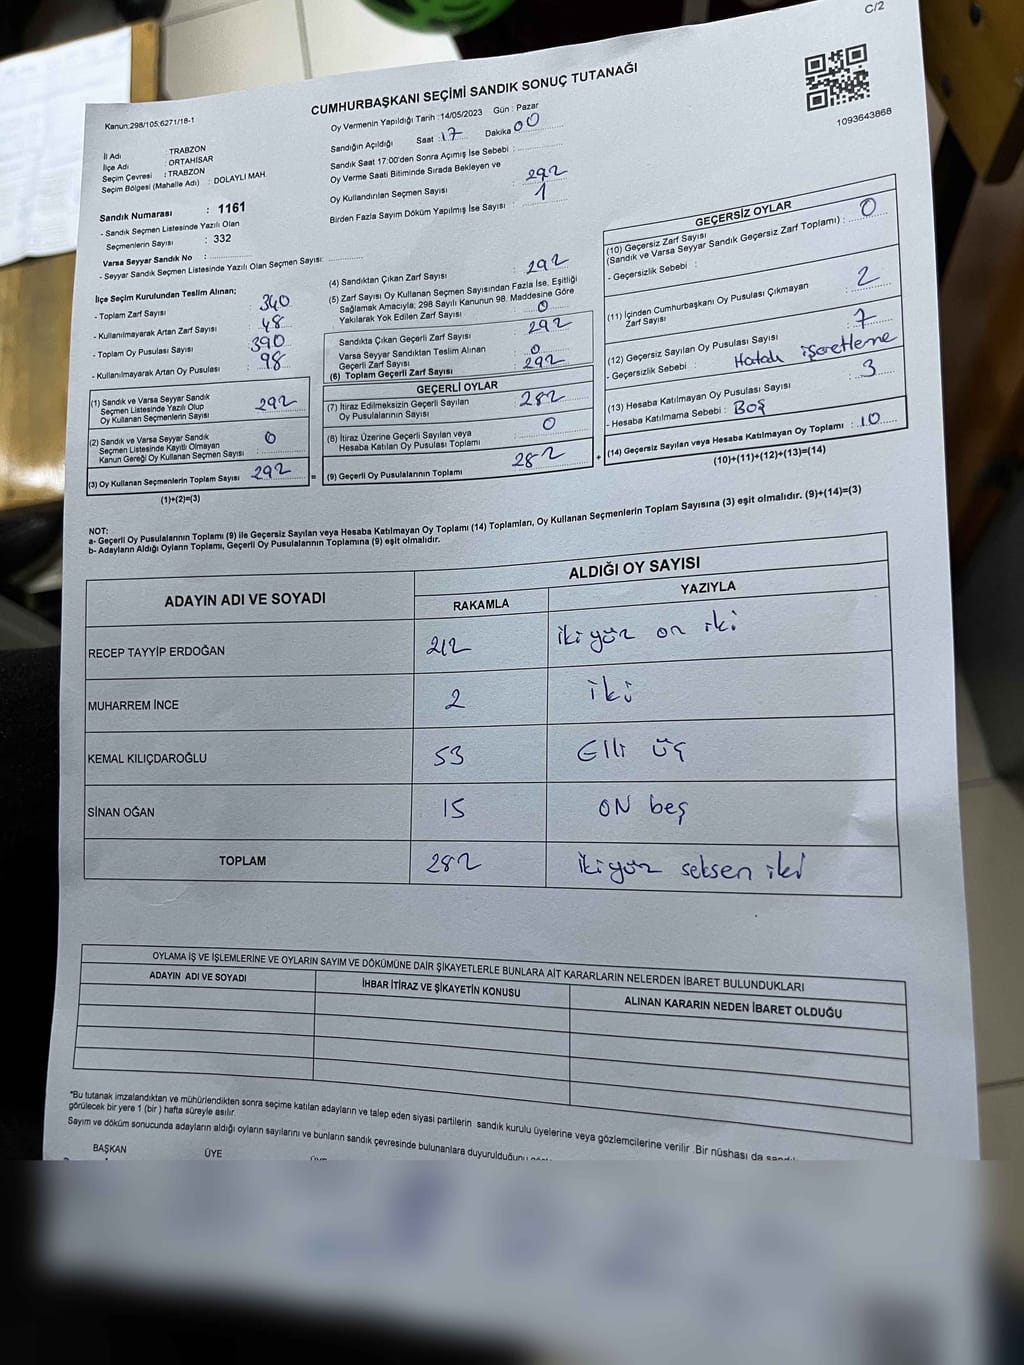 C/2
Kanun:298/105;6271/18-1
CUMHURBAŞKANI SEÇİMİ SANDIK SONUÇ TUTANAĞI
1093643868
İl Adı : TRABZON
İlçe Adı : ORTAHİSAR
Seçim Çevresi : TRABZON
Seçim Bölgesi (Mahalle Adı) : DOLAYLI MAH.
Sandık Numarası : 1161
- Sandık Seçmen Listesinde Yazılı Olan
Seçmenlerin Sayısı : 332
Varsa Seyyar Sandık No :
- Seyyar Sandık Seçmen Listesinde Yazılı Olan Seçmen Sayısı:
Oy Vermenin Yapıldığı Tarih :14/05/2023 Gün : Pazar
Sandığın Açıldığı Saat :17 Dakika 00
Sandık Saat 17:00'den Sonra Açımış İse Sebebi :
Oy Verme Saati Bitiminde Sırada Bekleyen ve
Oy Kullandırılan Seçmen Sayısı : 292
Birden Fazla Sayım Döküm Yapılmış İse Sayısı : 1
İlçe Seçim Kurulundan Teslim Alınan;
- Toplam Zarf Sayısı : 340
- Kullanılmayarak Artan Zarf Sayısı : 48
- Toplam Oy Pusulası Sayısı : 390
- Kullanılmayarak Artan Oy Pusulası : 98
(1) Sandık ve Varsa Seyyar Sandık
Seçmen Listesinde Yazılı Olup
Oy Kullanan Seçmenlerin Sayısı : 292
(2) Sandık ve Varsa Seyyar Sandık
Seçmen Listesinde Kayıtlı Olmayan
Kanun Gereği Oy Kullanan Seçmen Sayısı : 0
(3) Oy Kullanan Seçmenlerin Toplam Sayısı : 292
(1)+(2)=(3)
=
(4) Sandıktan Çıkan Zarf Sayısı : 292
(5) Zarf Sayısı Oy Kullanan Seçmen Sayısından Fazla İse, Eşitliği
Sağlamak Amacıyla; 298 Sayılı Kanunun 98. Maddesine Göre
Yakılarak Yok Edilen Zarf Sayısı : 0
Sandıkta Çıkan Geçerli Zarf Sayısı : 292
Varsa Seyyar Sandıktan Teslim Alınan
Geçerli Zarf Sayısı : 0
(6) Toplam Geçerli Zarf Sayısı : 292
GEÇERLİ OYLAR
(7) İtiraz Edilmeksizin Geçerli Sayılan
Oy Pusulalarının Sayısı : 282
(8) İtiraz Üzerine Geçerli Sayılan veya
Hesaba Katılan Oy Pusulası Toplamı : 0
(9) Geçerli Oy Pusulalarının Toplamı : 282
+
GEÇERSİZ OYLAR
(10) Geçersiz Zarf Sayısı
(Sandık ve Varsa Seyyar Sandık Geçersiz Zarf Toplamı) : 0
- Geçersizlik Sebebi :
(11) İçinden Cumhurbaşkanı Oy Pusulası Çıkmayan
Zarf Sayısı : 2
(12) Geçersiz Sayılan Oy Pusulası Sayısı : 7
- Geçersizlik Sebebi : Hatalı işeretleme
(13) Hesaba Katılmayan Oy Pusulası Sayısı : 3
- Hesaba Katılmama Sebebi : Boş
(14) Geçersiz Sayılan veya Hesaba Katılmayan Oy Toplamı : 10
(10)+(11)+(12)+(13)=(14)
NOT:
a- Geçerli Oy Pusulalarının Toplamı (9) ile Geçersiz Sayılan veya Hesaba Katılmayan Oy Toplamı (14) Toplamları, Oy Kullanan Seçmenlerin Toplam Sayısına (3) eşit olmalıdır. (9)+(14)=(3)
b- Adayların Aldığı Oyların Toplamı, Geçerli Oy Pusulalarının Toplamına (9) eşit olmalıdır.
ADAYIN ADI VE SOYADI
ALDIĞI OY SAYISI
RAKAMLA YAZIYLA
RECEP TAYYİP ERDOĞAN 212 iki yüz on iki
MUHARREM İNCE 2 iki
KEMAL KILIÇDAROĞLU 53 Elli üç
SİNAN OĞAN 15 ON beş
TOPLAM 282 iki yüz seksen iki
OYLAMA İŞ VE İŞLEMLERİNE VE OYLARIN SAYIM VE DÖKÜMÜNE DAİR ŞİKAYETLERLE BUNLARA AİT KARARLARIN NELERDEN İBARET BULUNDUKLARI
ADAYIN ADI VE SOYADI İHBAR İTİRAZ VE ŞİKAYETİN KONUSU ALINAN KARARIN NEDEN İBARET OLDUĞU
*Bu tutanak imzalandıktan ve mühürlendikten sonra seçime katılan adayların ve talep eden siyasi partilerin sandık kurulu üyelerine veya gözlemcilerine verilir .Bir nüshası da
görülecek bir yere 1 (bir ) hafta süreyle asılır.
Sayım ve döküm sonucunda adayların aldığı oyların sayılarını ve bunların sandık çevresinde bulunanlara duyurulduğunu
BAŞKAN ÜYE